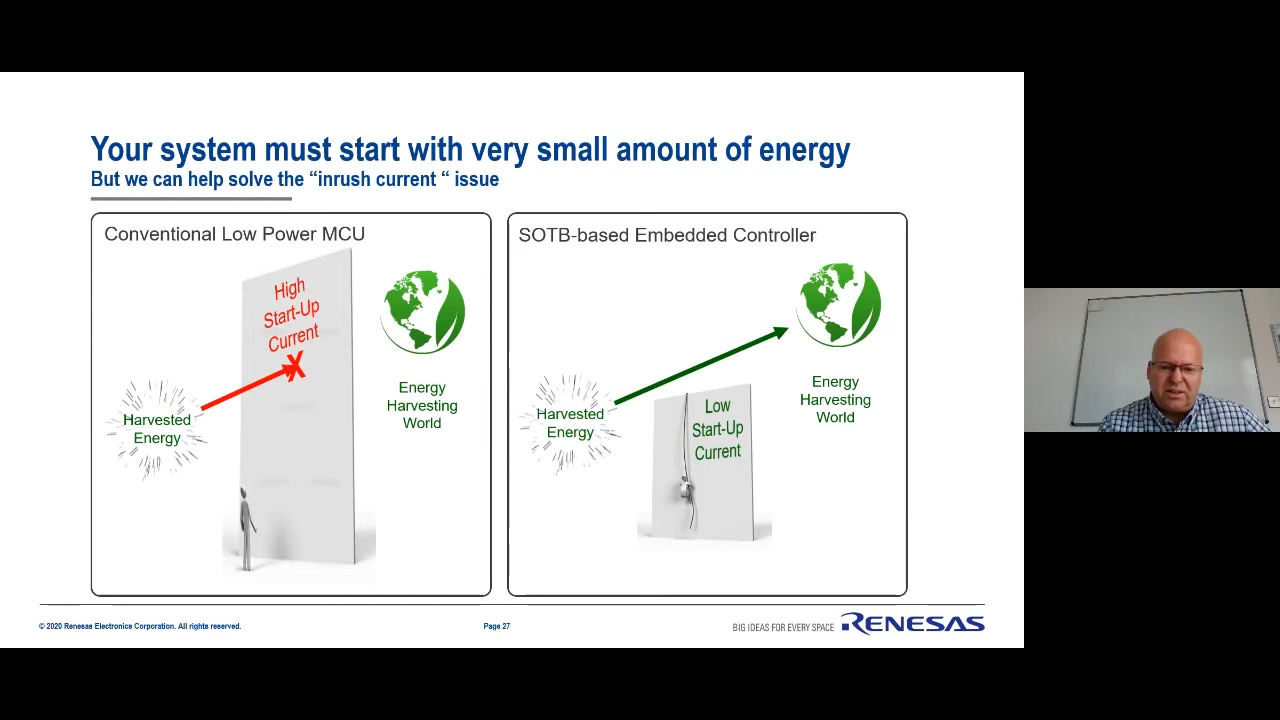 Your system must start with very small amount of energy
But we can help solve the “inrush current “ issue
Conventional Low Power MCU
High
Start-Up
Current
X
Harvested
Energy
Energy
Harvesting
World
SOTB-based Embedded Controller
Harvested
Energy
Low
Start-Up
Current
Energy
Harvesting
World
© 2020 Renesas Electronics Corporation. All rights reserved.
Page 27
BIG IDEAS FOR EVERY SPACE
RENESAS